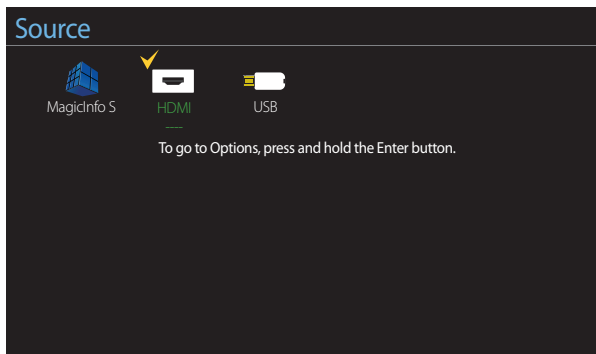 Source
MagicInfo S
HDMI
USB
----
To go to Options, press and hold the Enter button.